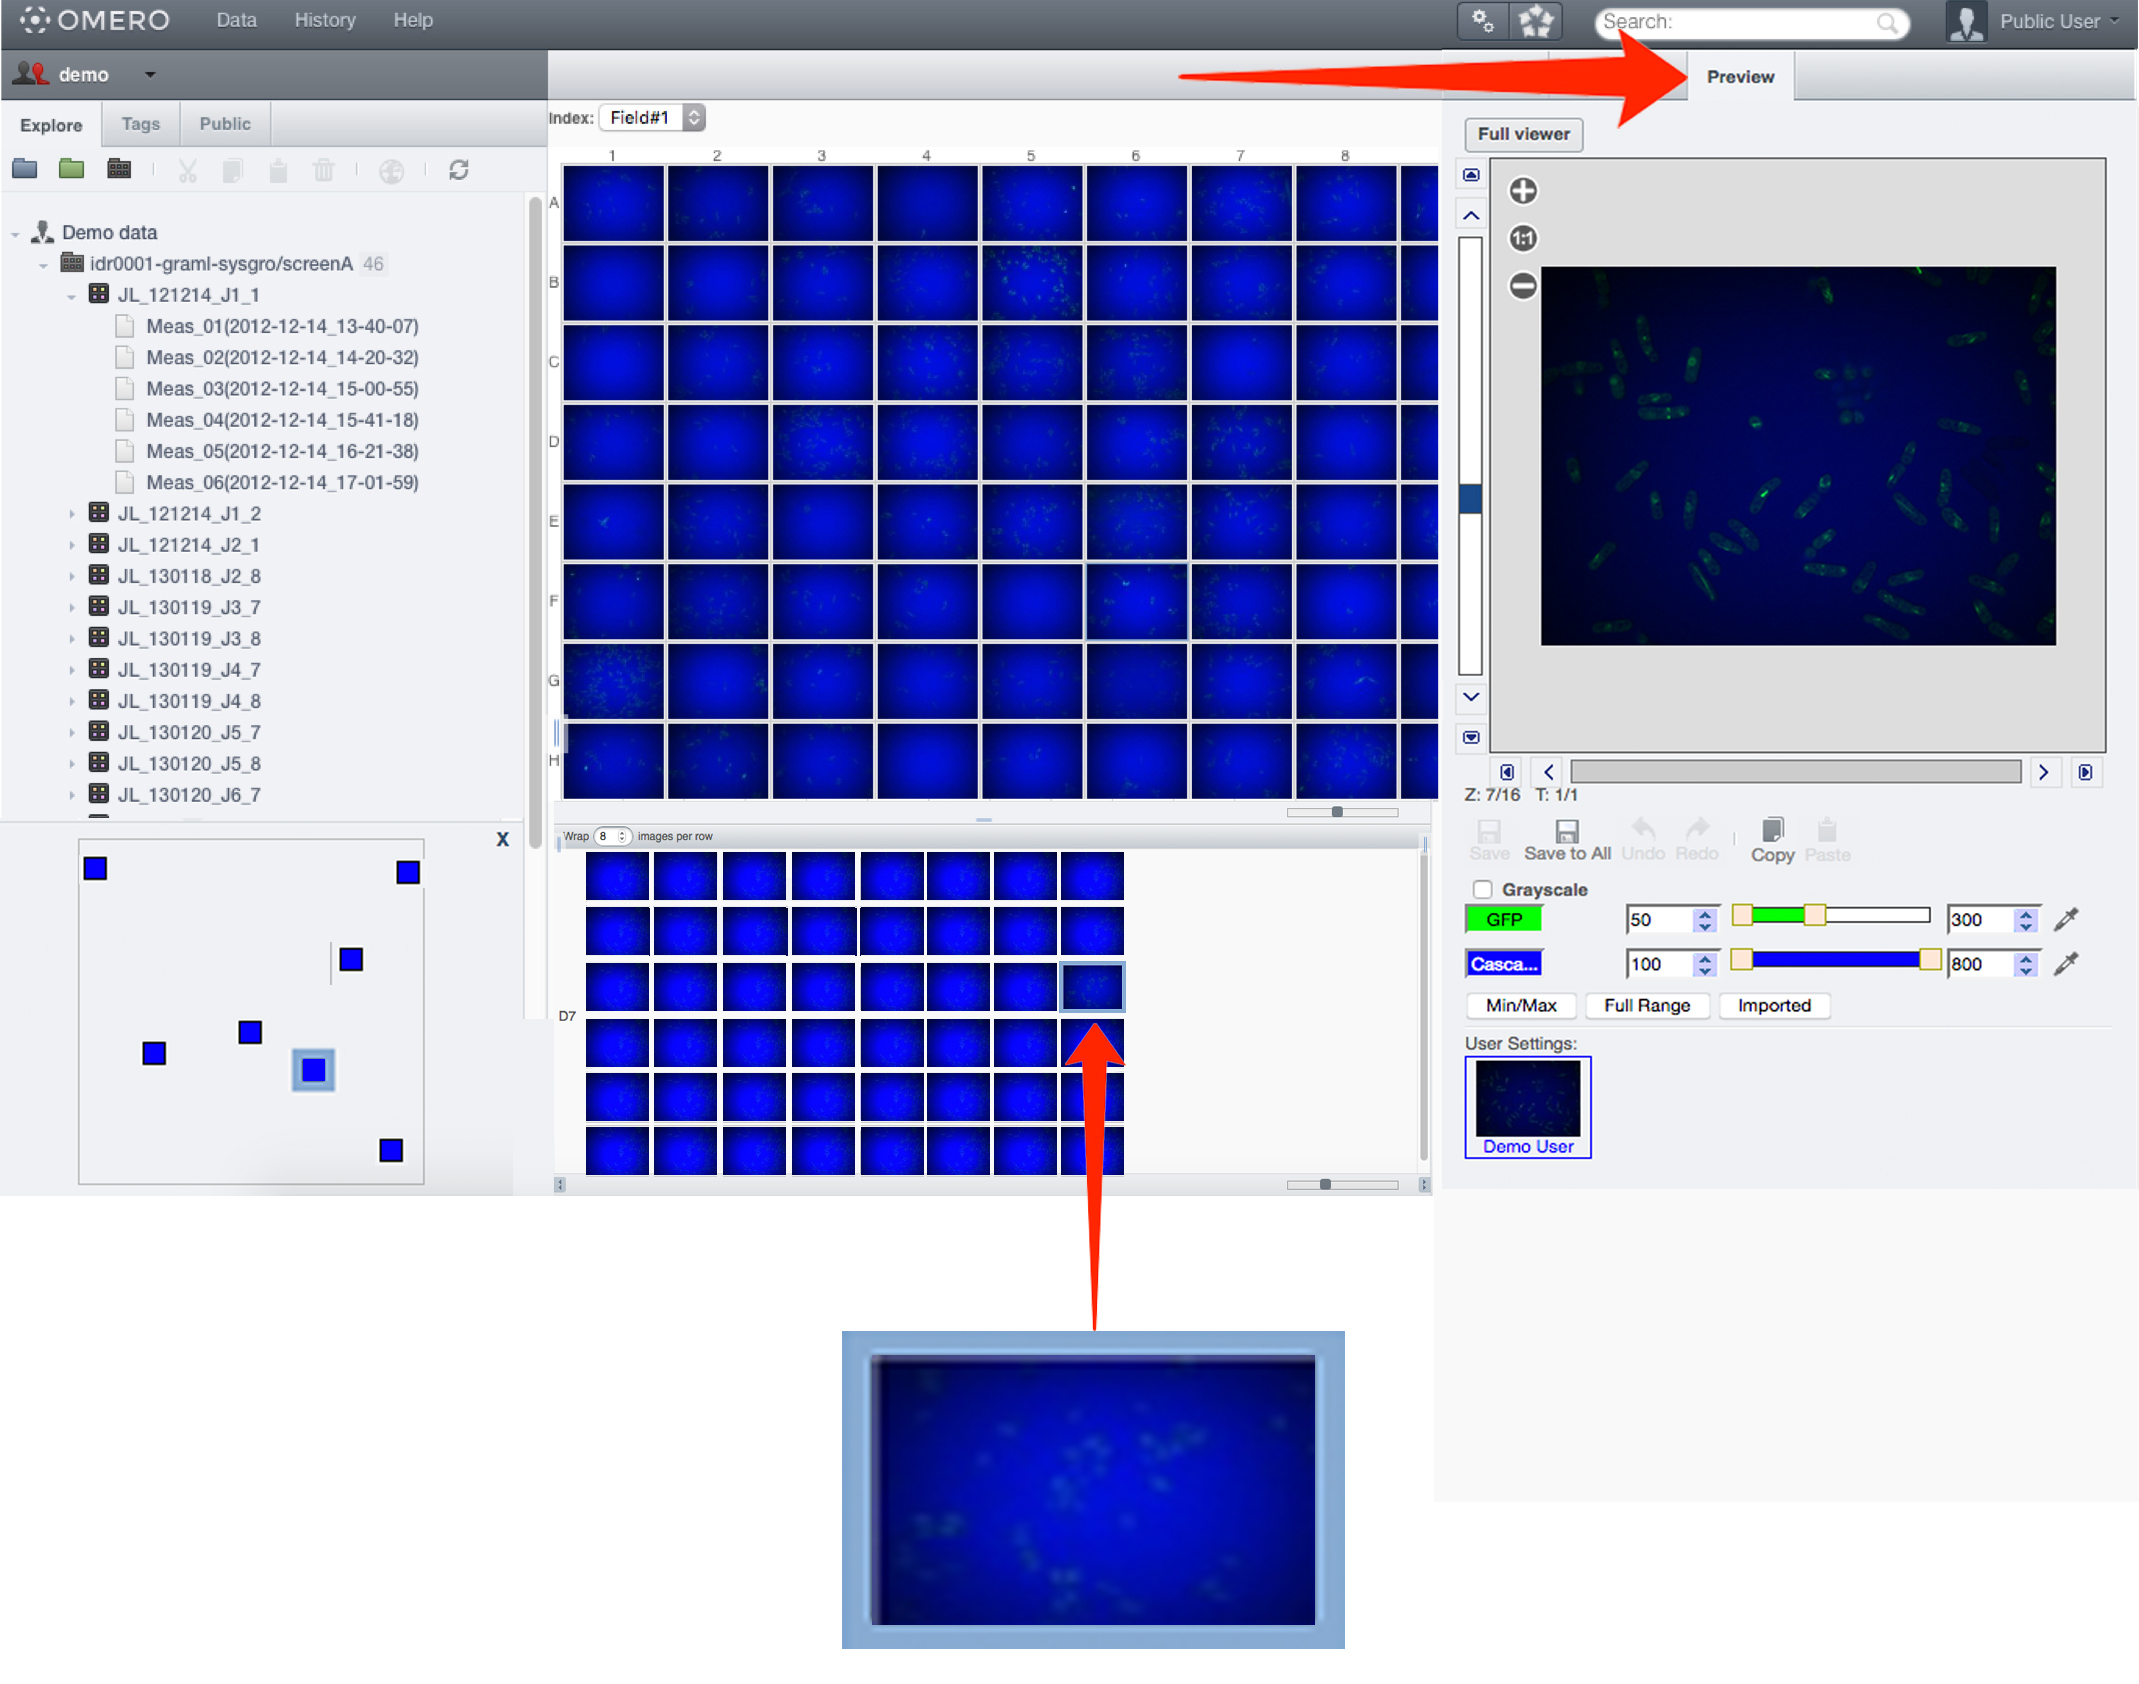 OMERO Data History Help Search: Public User
demo
Preview
Explore Tags Public
Index: Field#1
Full viewer
1 2 3 4 5 6 7 8
A
B
C
D
E
F
G
H
1:1
Demo data
idr0001-graml-sysgro/screenA 46
JL_121214_J1_1
Meas_01(2012-12-14_13-40-07)
Meas_02(2012-12-14_14-20-32)
Meas_03(2012-12-14_15-00-55)
Meas_04(2012-12-14_15-41-18)
Meas_05(2012-12-14_16-21-38)
Meas_06(2012-12-14_17-01-59)
JL_121214_J1_2
JL_121214_J2_1
JL_130118_J2_8
JL_130119_J3_7
JL_130119_J3_8
JL_130119_J4_7
JL_130119_J4_8
JL_130120_J5_7
JL_130120_J5_8
JL_130120_J6_7
X
Wrap 8 images per row
D7
Z: 7/16 T: 1/1
Save Save to All Undo Redo Copy Paste
Grayscale
GFP 50 300
Casca... 100 800
Min/Max Full Range Imported
User Settings:
Demo User